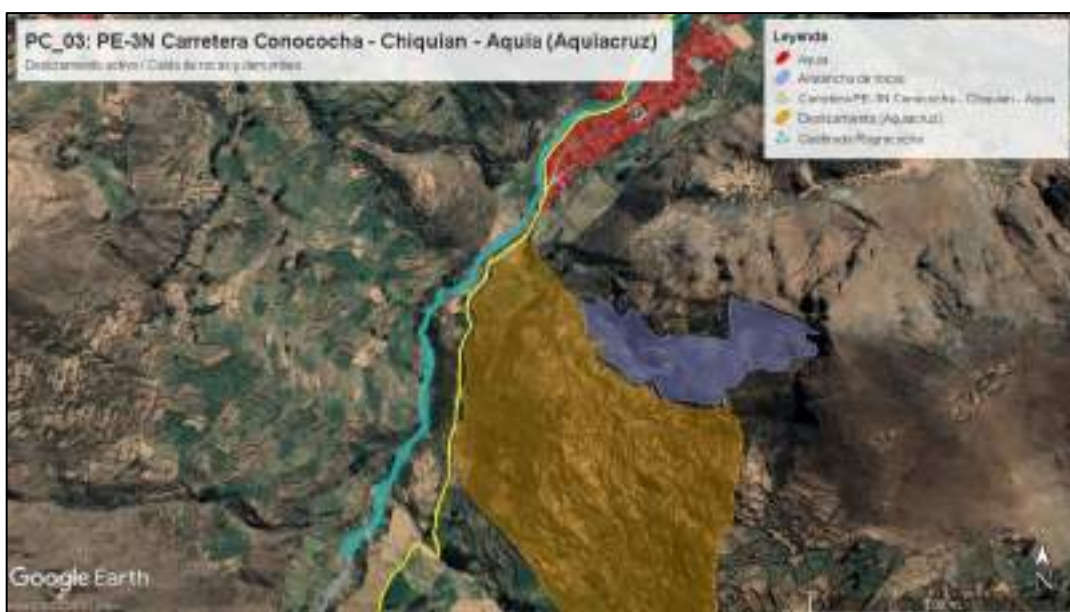 PC_03: PE-3N Carretera Conococha - Chiquian - Aquia (Aquiacruz)
Deslizamiento activo / Caída de rocas y derrumbes
Leyenda
Aquia
Avalancha de rocas
Carretera PE-3N Conococha - Chiquian - Aquia
Deslizamiento (Aquiacruz)
Quebrada
Google Earth
N